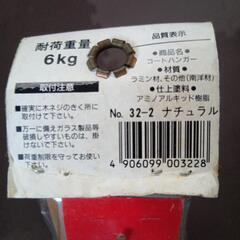 品質表示
耐荷重量
6kg
●商品名●
コートハンガー
●材質●
ラミン材、その他(南洋材)
●仕上塗料●
アミノアルキッド樹脂
取付注意
■確実にネジのきく所に
取付けて下さい。
■万一に備えガラス製品等
破損しやすいものは、掛
けないで下さい。
■荷重制限を守ってお使い
下さい。
No. 32-2 ナチュラル
4 906099 003228